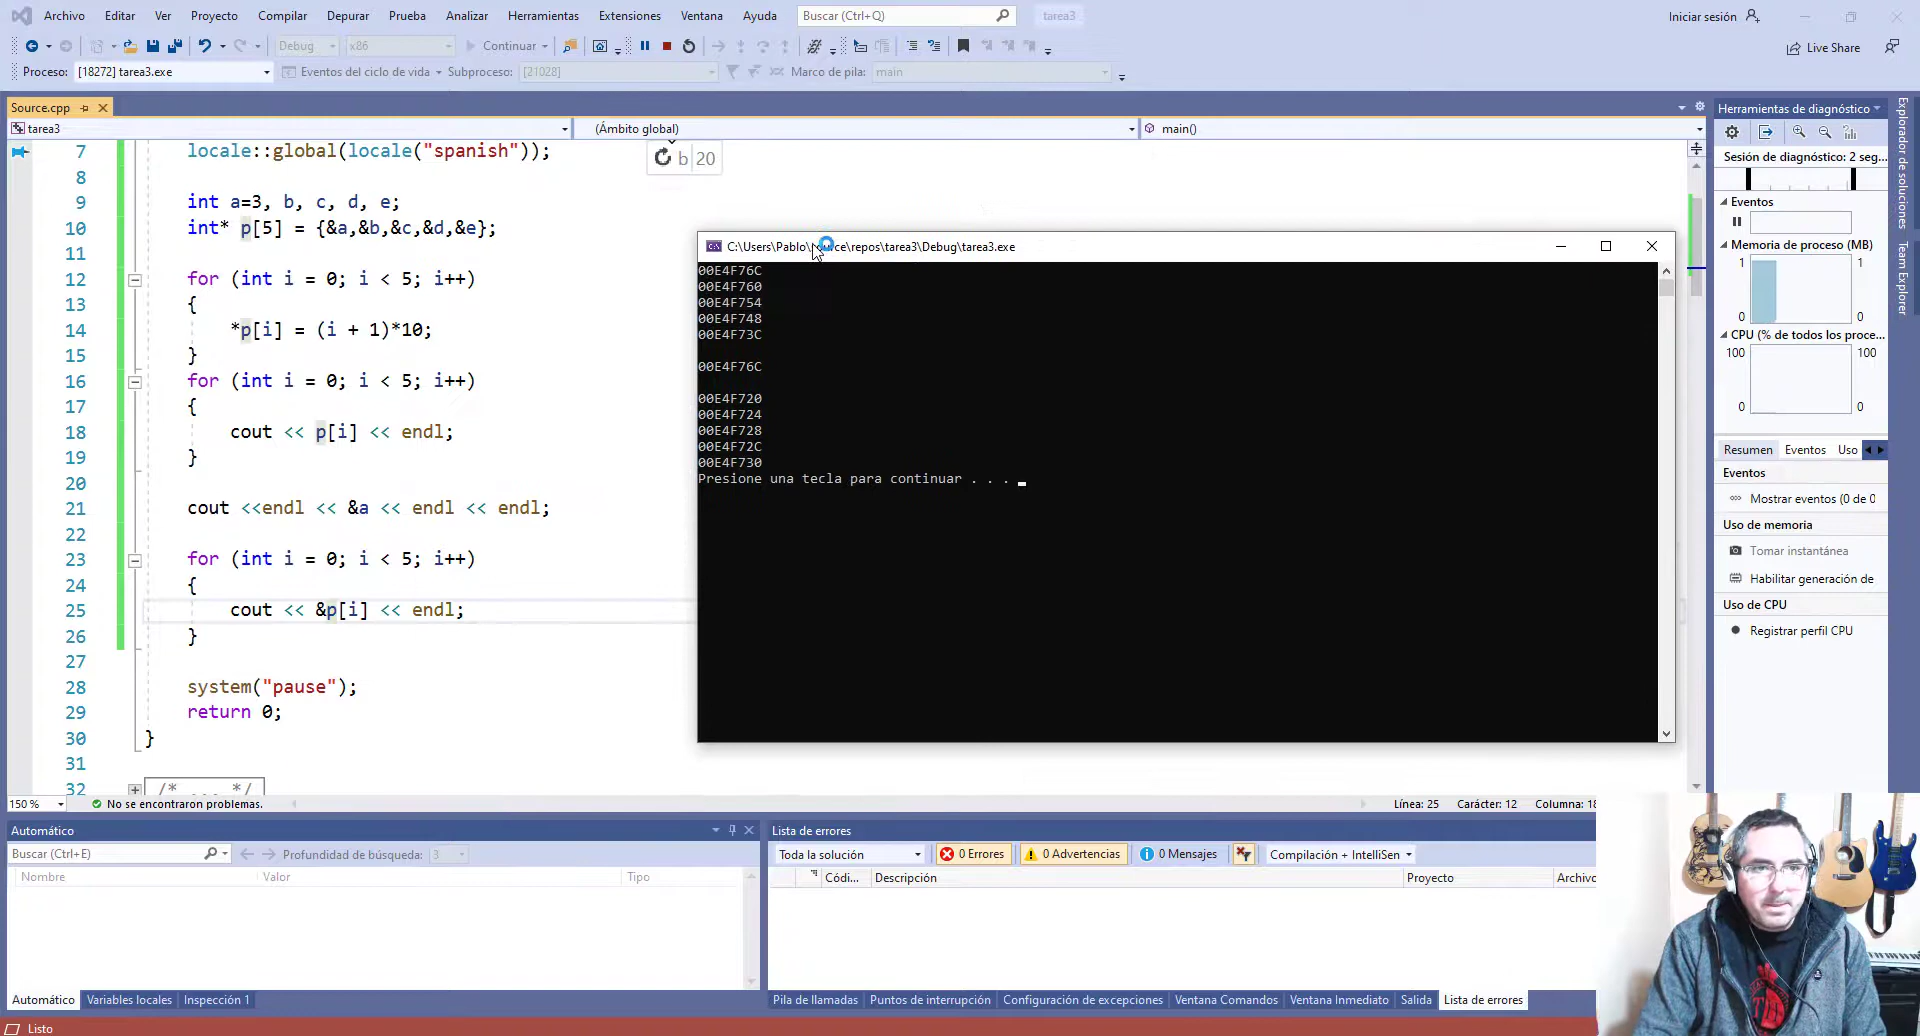 Archivo Editar Ver Proyecto Compilar Depurar Prueba Analizar Herramientas Extensiones Ventana Ayuda Buscar (Ctrl+Q) tarea3 Iniciar sesión
Debug x86 Continuar Live Share
Proceso: [18272] tarea3.exe Eventos del ciclo de vida Subproceso: [21028] Marco de pila: main
Source.cpp
tarea3 (Ámbito global) main()
b 20
7 locale::global(locale("spanish"));
8
9 int a=3, b, c, d, e;
10 int* p[5] = {&a,&b,&c,&d,&e};
11
12 for (int i = 0; i < 5; i++)
13 {
14 *p[i] = (i + 1)*10;
15 }
16 for (int i = 0; i < 5; i++)
17 {
18 cout << p[i] << endl;
19 }
20
21 cout <<endl << &a << endl << endl;
22
23 for (int i = 0; i < 5; i++)
24 {
25 cout << &p[i] << endl;
26 }
27
28 system("pause");
29 return 0;
30 }
31
32 /* ... */
C:\Users\Pablo\source\repos\tarea3\Debug\tarea3.exe
00E4F76C
00E4F760
00E4F754
00E4F748
00E4F73C
00E4F76C
00E4F720
00E4F724
00E4F728
00E4F72C
00E4F730
Presione una tecla para continuar . . .
Herramientas de diagnóstico
Sesión de diagnóstico: 2 seg...
Eventos
Memoria de proceso (MB)
1 1
0 0
CPU (% de todos los proce...
100 100
0 0
Resumen Eventos Uso
Eventos
Mostrar eventos (0 de 0
Uso de memoria
Tomar instantánea
Habilitar generación de
Uso de CPU
Registrar perfil CPU
Explorador de soluciones
Team Explorer
150 % No se encontraron problemas. Línea: 25 Carácter: 12 Columna: 18
Automático
Buscar (Ctrl+E) Profundidad de búsqueda: 3
Nombre Valor Tipo
Automático Variables locales Inspección 1
Lista de errores
Toda la solución 0 Errores 0 Advertencias 0 Mensajes Compilación + IntelliSen
Códi... Descripción Proyecto Archivo
Pila de llamadas Puntos de interrupción Configuración de excepciones Ventana Comandos Ventana Inmediato Salida Lista de errores
Listo